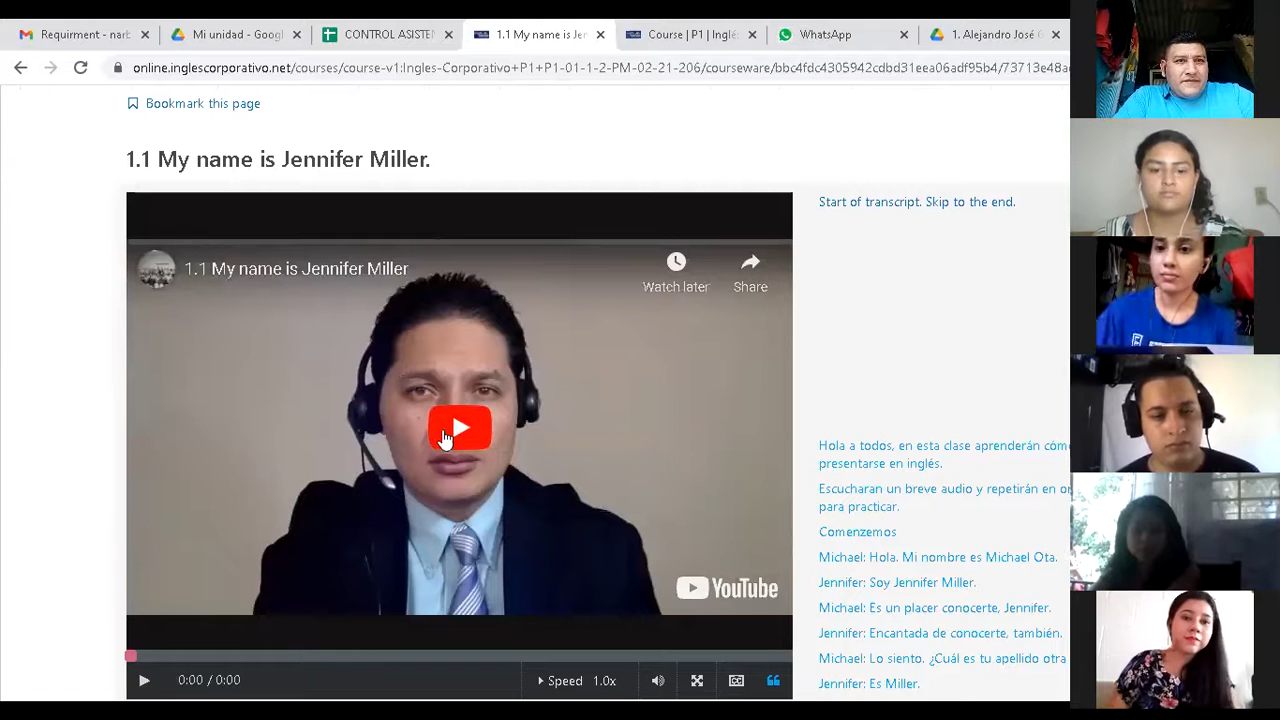 Requirment - narb
Mi unidad - Googl
CONTROL ASISTEN
1.1 My name is Jen
Course | P1 | Inglé
WhatsApp
1. Alejandro José G
online.inglescorporativo.net/courses/course-v1:Ingles-Corporativo+P1+P1-01-1-2-PM-02-21-206/courseware/bbc4fdc4305942cdbd31feea06adf95b4/73713e48a
Bookmark this page
1.1 My name is Jennifer Miller.
Start of transcript. Skip to the end.
1.1 My name is Jennifer Miller
Watch later
Share
YouTube
Hola a todos, en esta clase aprenderán cóm
presentarse en inglés.
Escucharan un breve audio y repetirán en or
para practicar.
Comenzemos
Michael: Hola. Mi nombre es Michael Ota.
Jennifer: Soy Jennifer Miller.
Michael: Es un placer conocerte, Jennifer.
Jennifer: Encantada de conocerte, también.
Michael: Lo siento. ¿Cuál es tu apellido otra
Jennifer: Es Miller.
0:00 / 0:00
Speed 1.0x